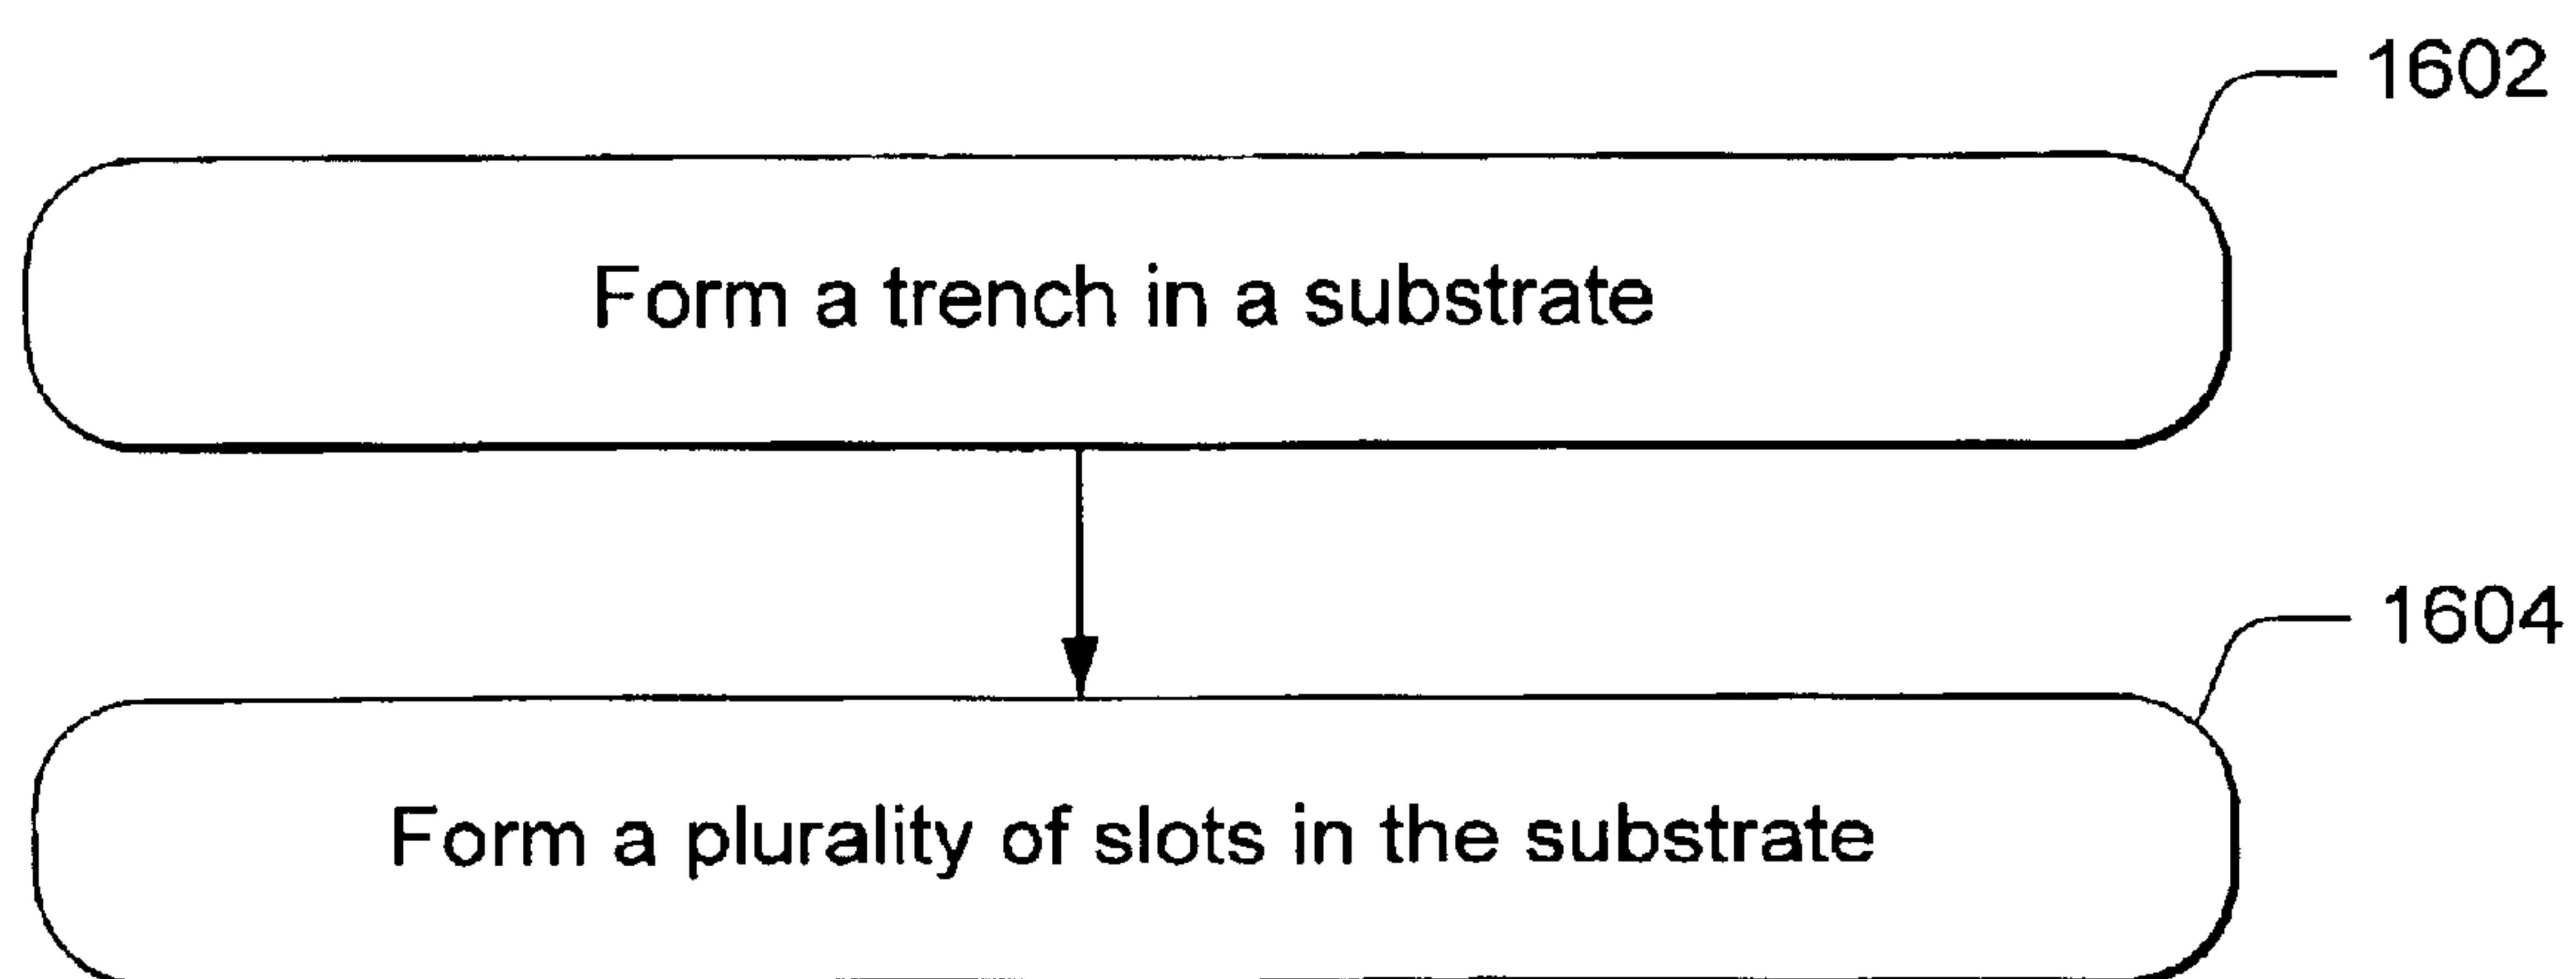 1602
Form a trench in a substrate
1604
Form a plurality of slots in the substrate